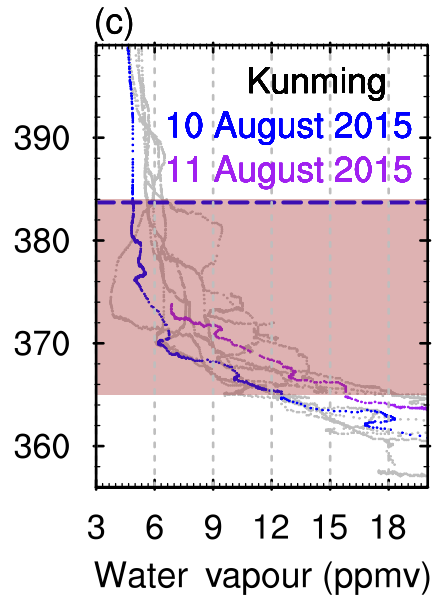 (c)
Kunming
10 August 2015
11 August 2015
390
380
370
360
3 6 9 12 15 18
Water vapour (ppmv)